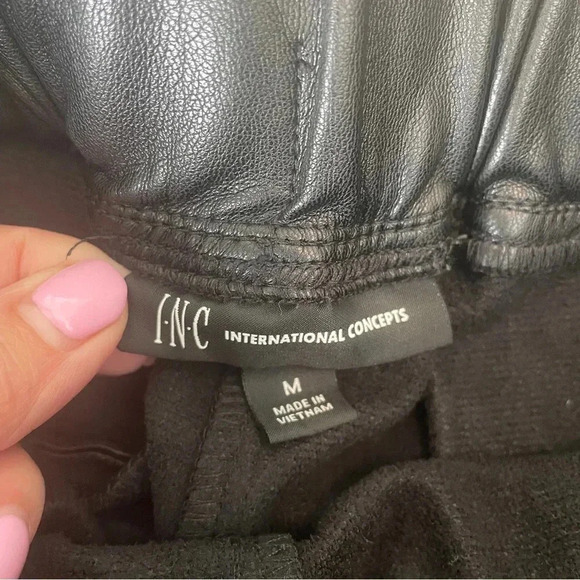 I·N·C INTERNATIONAL CONCEPTS
M
MADE IN
VIETNAM